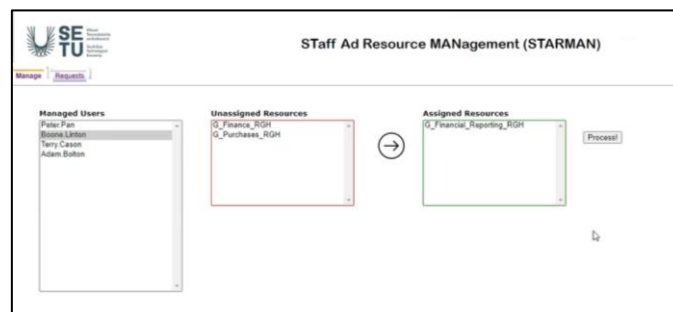 SE
TU
STaff Ad Resource MANagement (STARMAN)
Manage
Requests
Managed Users
Peter.Pan
Boone.Linton
Terry.Cason
Adam.Bolton
Unassigned Resources
G_Finance_RGH
G_Purchases_RGH
Assigned Resources
G_Financial_Reporting_RGH
Process!